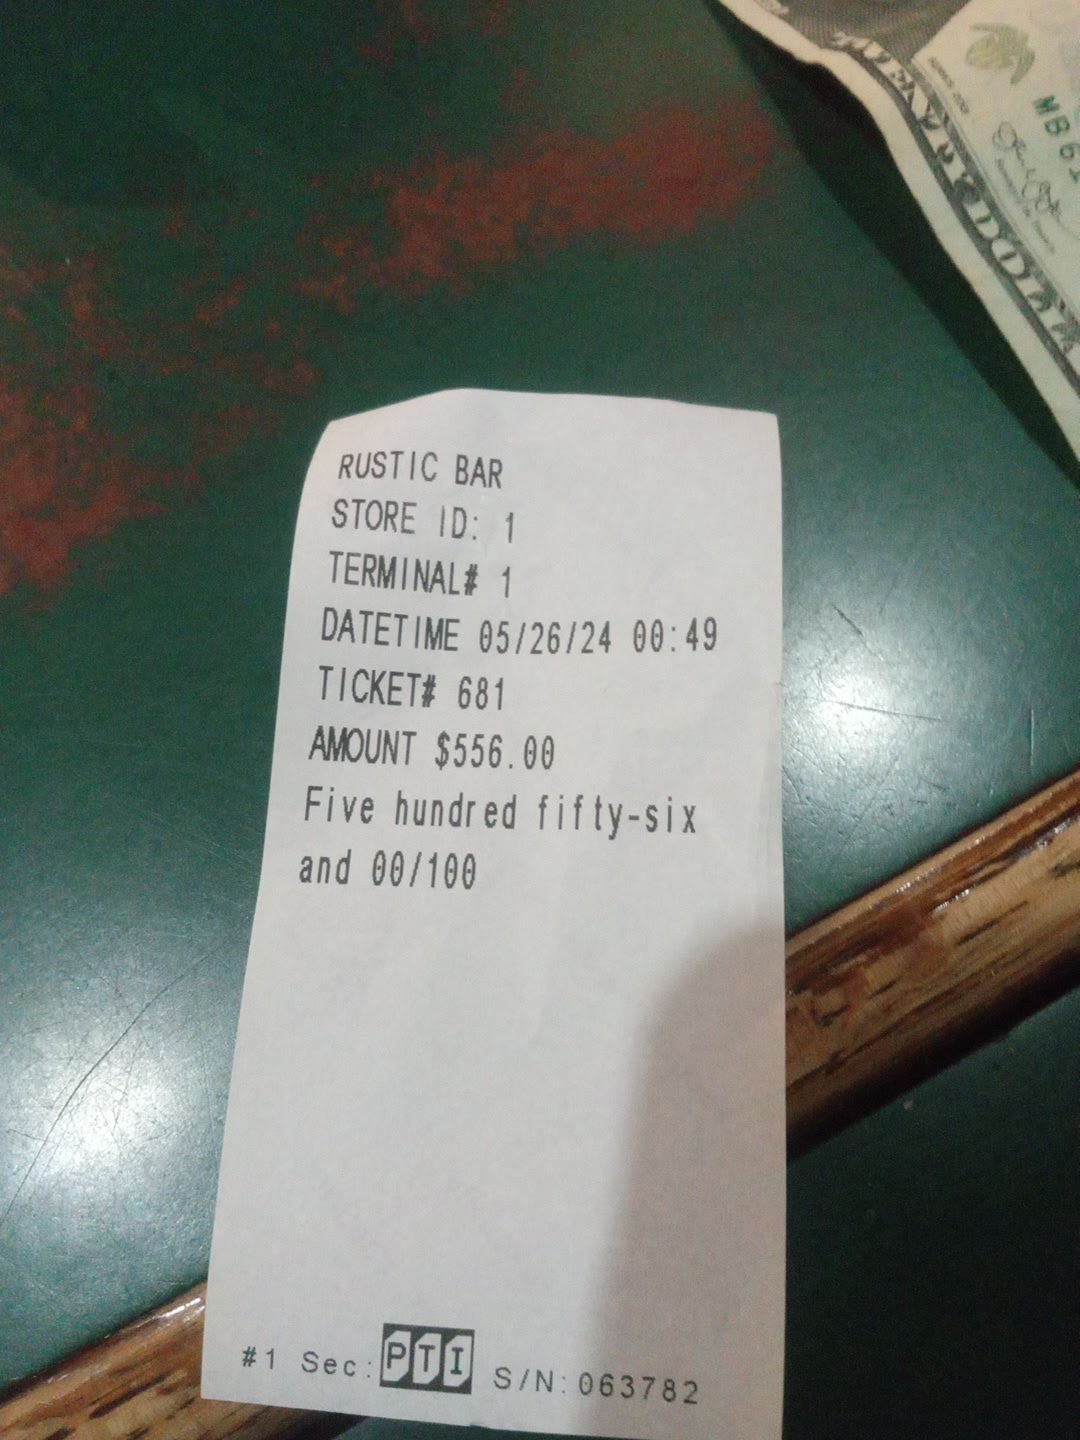 RUSTIC BAR
STORE ID: 1
TERMINAL# 1
DATETIME 05/26/24 00:49
TICKET# 681
AMOUNT $556.00
Five hundred fifty-six
and 00/100
#1 Sec: PTI S/N: 063782
MB61